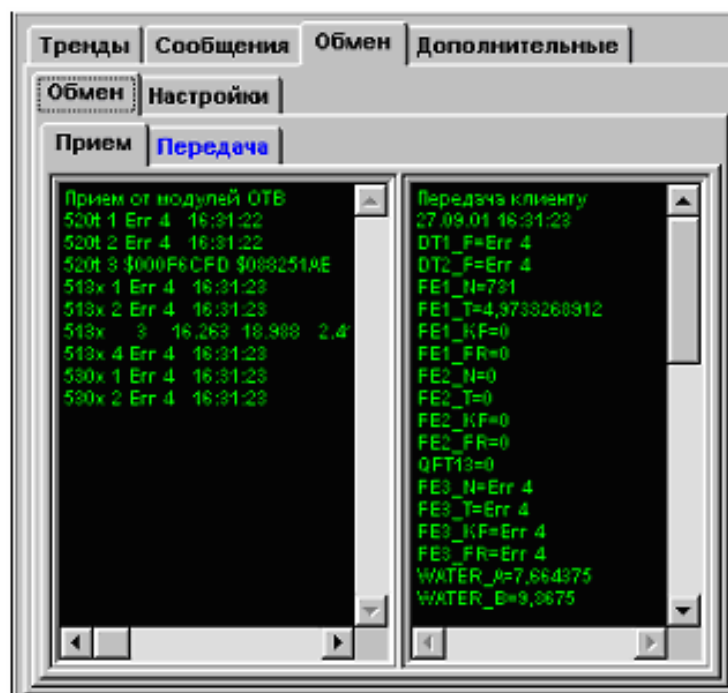 Тренды Сообщения Обмен Дополнительные
Обмен Настройки
Прием Передача
Прием от модулей ОТВ
520t 1 Err 4 16:31:22
520t 2 Err 4 16:31:22
520t 3 $000F6CFD $088251AE
513x 1 Err 4 16:31:23
513x 2 Err 4 16:31:23
513x 3 16.263 18.988
513x 4 Err 4 16:31:23
530x 1 Err 4 16:31:23
530x 2 Err 4 16:31:23
Передача клиенту
27.09.01 16:31:23
DT1_F=Err 4
DT2_F=Err 4
FE1_N=731
FE1_T=4,9733268912
FE1_KF=0
FE1_FR=0
FE2_N=0
FE2_T=0
FE2_KF=0
FE2_FR=0
QFT13=0
FE3_N=Err 4
FE3_T=Err 4
FE3_KF=Err 4
FE3_FR=Err 4
WATER_A=7,664375
WATER_B=9,3675